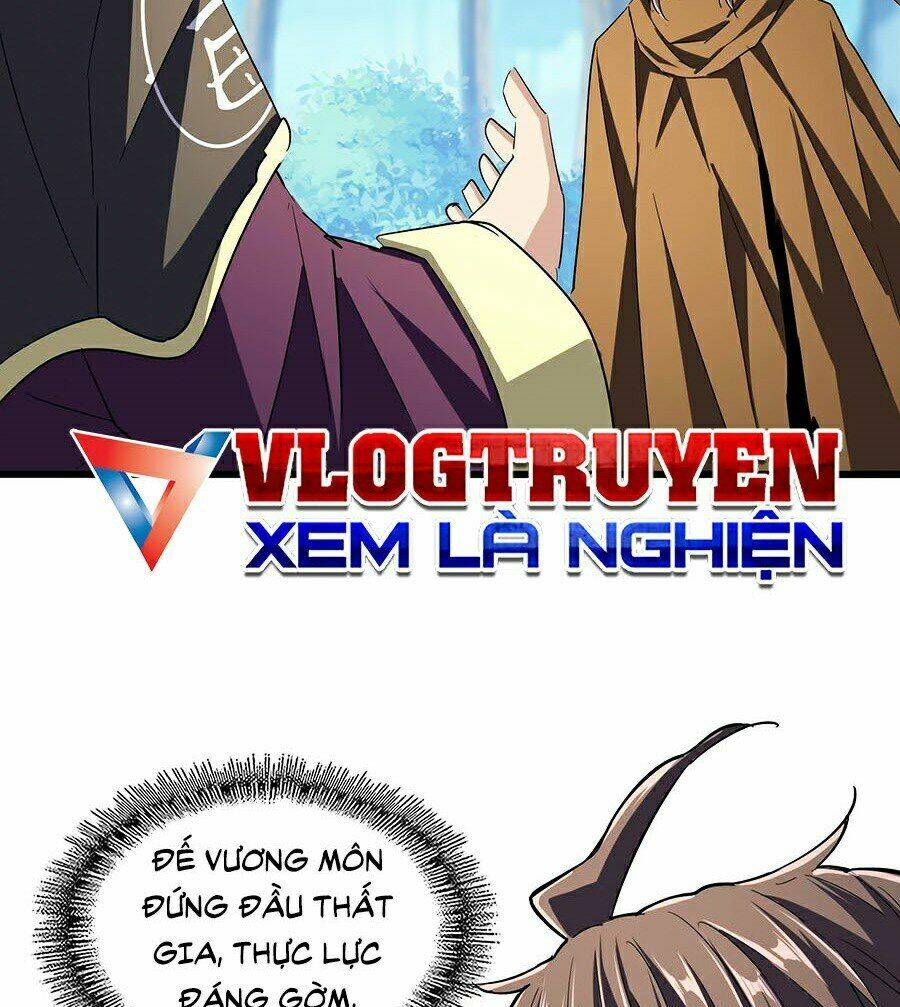 VLOGTRUYEN
XEM LÀ NGHIỆN
ĐẾ VƯƠNG MÔN
ĐỨNG ĐẦU THẤT
GIA, THỰC LỰC
ĐÁNG GỜM.